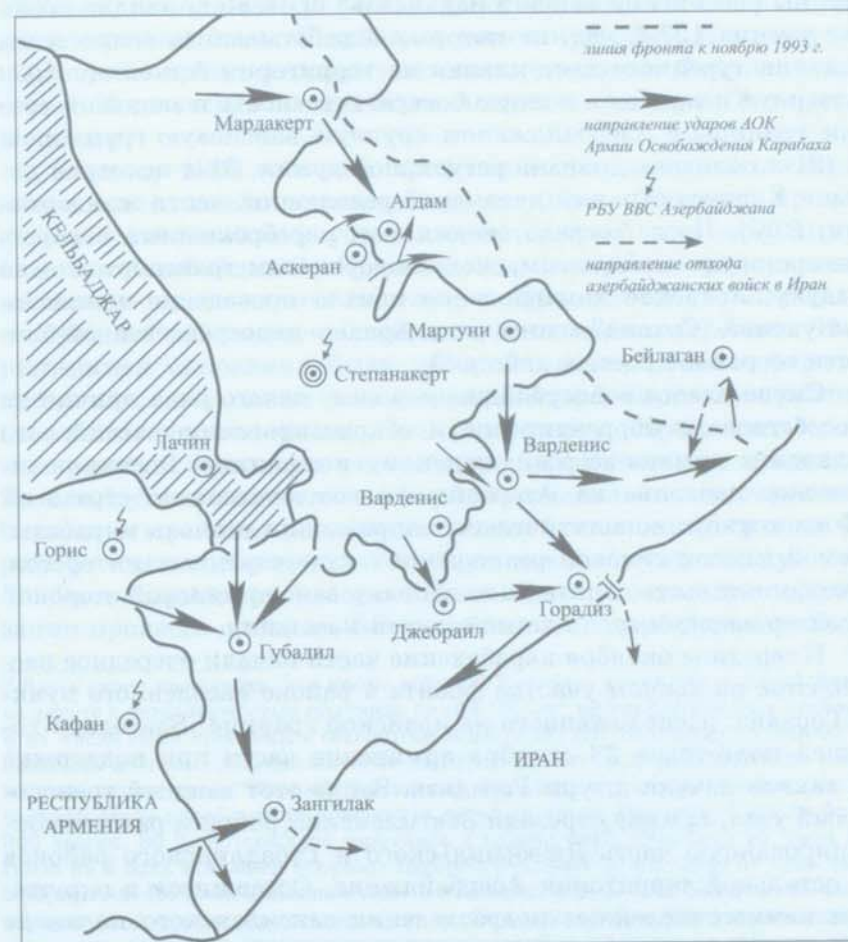 линия фронта к ноябрю 1993 г.
направление ударов АОК
Армии Освобождения Карабаха
РБУ ВВС Азербайджана
направление отхода
азербайджанских войск в Иран
Мардакерт
КЕЛЬБАДЖАР
Агдам
Аскеран
Мартуни
Бейлаган
Степанакерт
Лачин
Варденис
Варденис
Горис
Горадиз
Джебраил
Губадил
Кафан
ИРАН
РЕСПУБЛИКА
АРМЕНИЯ
Зангилак